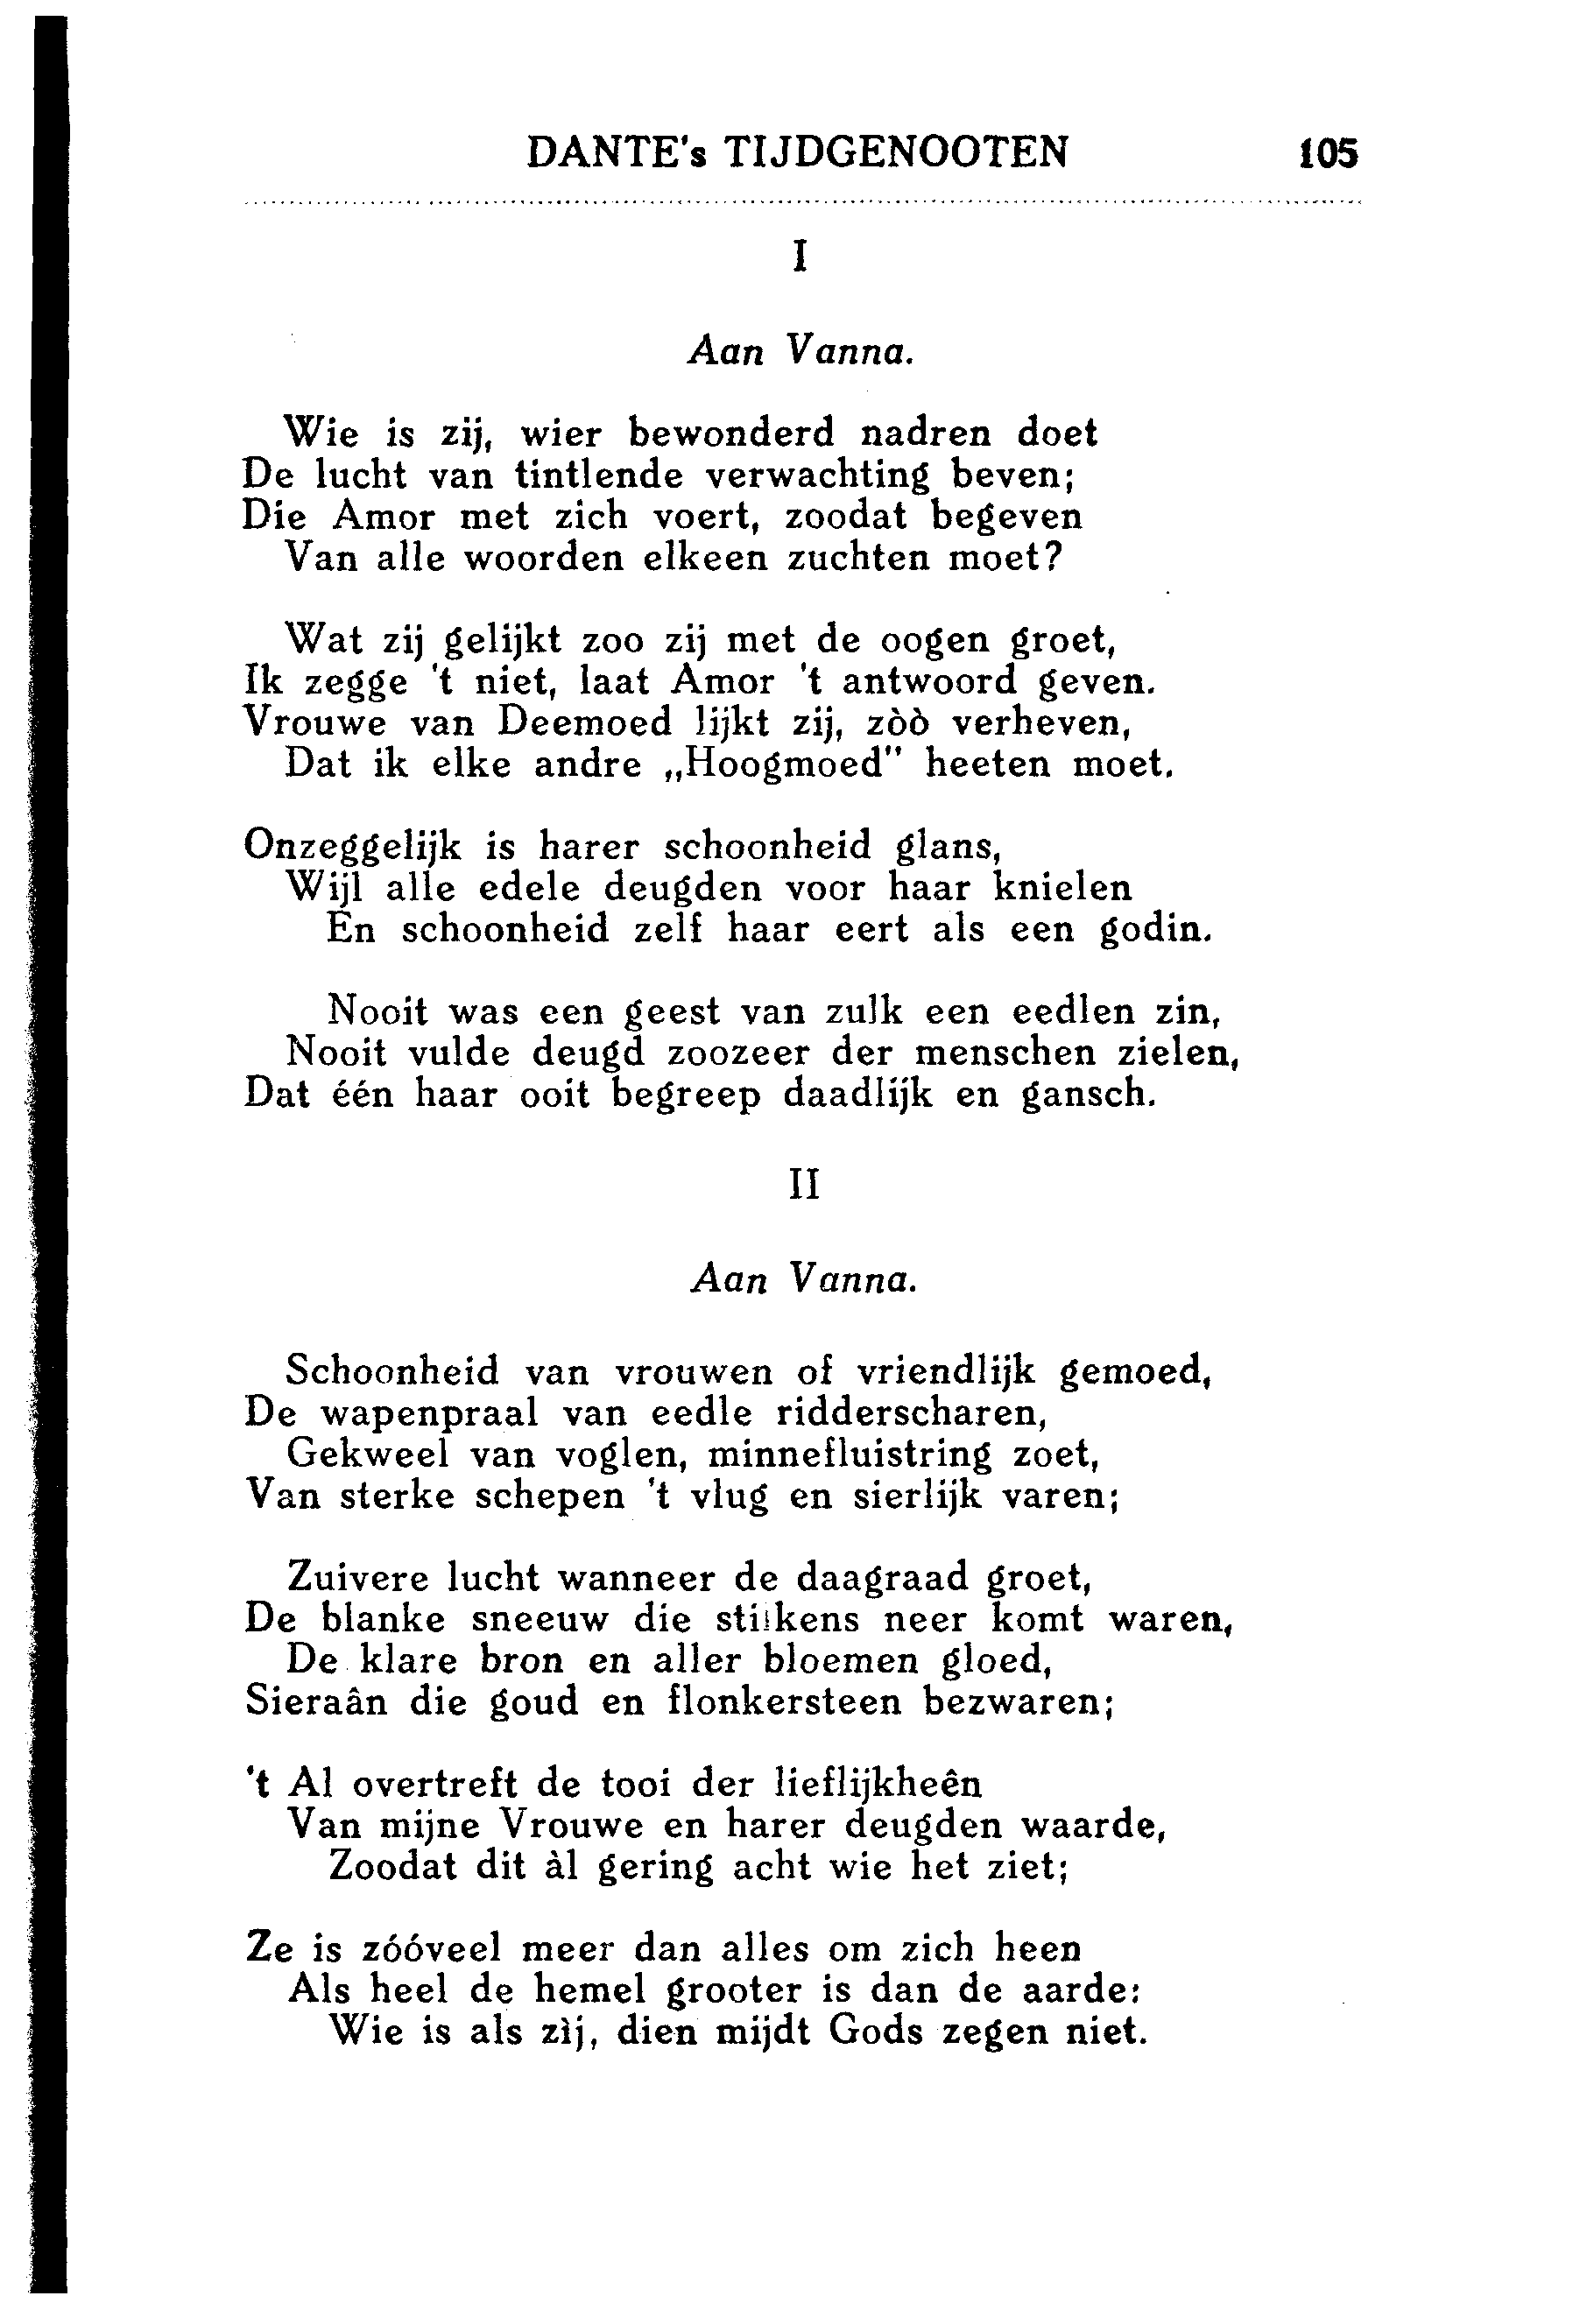 DANTE's TIJDGENOOTEN 105
I
Aan Vanna.
Wie is zij, wier bewonderd nadren doet
De lucht van tintlende verwachting beven;
Die Amor met zich voert, zoodat begeven
Van alle woorden elkeen zuchten moet?
Wat zij gelijkt zoo zij met de oogen groet,
Ik zegge 't niet, laat Amor 't antwoord geven.
Vrouwe van Deemoed lijkt zij, zòò verheven,
Dat ik elke andre „Hoogmoed" heeten moet.
Onzeggelijk is harer schoonheid glans,
Wijl alle edele deugden voor haar knielen
En schoonheid zelf haar eert als een godin.
Nooit was een geest van zulk een eedlen zin,
Nooit vulde deugd zoozeer der menschen zielen,
Dat één haar ooit begreep daadlijk en gansch.
II
Aan Vanna.
Schoonheid van vrouwen of vriendlijk gemoed,
De wapenpraal van eedle ridderscharen,
Gekweel van voglen, minnefluistring zoet,
Van sterke schepen 't vlug en sierlijk varen;
Zuivere lucht wanneer de daagraad groet,
De blanke sneeuw die stilkens neer komt waren,
De klare bron en aller bloemen gloed,
Sieraân die goud en flonkersteen bezwaren;
't Al overtreft de tooi der lieflijkheên
Van mijne Vrouwe en harer deugden waarde,
Zoodat dit àl gering acht wie het ziet;
Ze is zóóveel meer dan alles om zich heen
Als heel de hemel grooter is dan de aarde:
Wie is als zìj, dien mijdt Gods zegen niet.